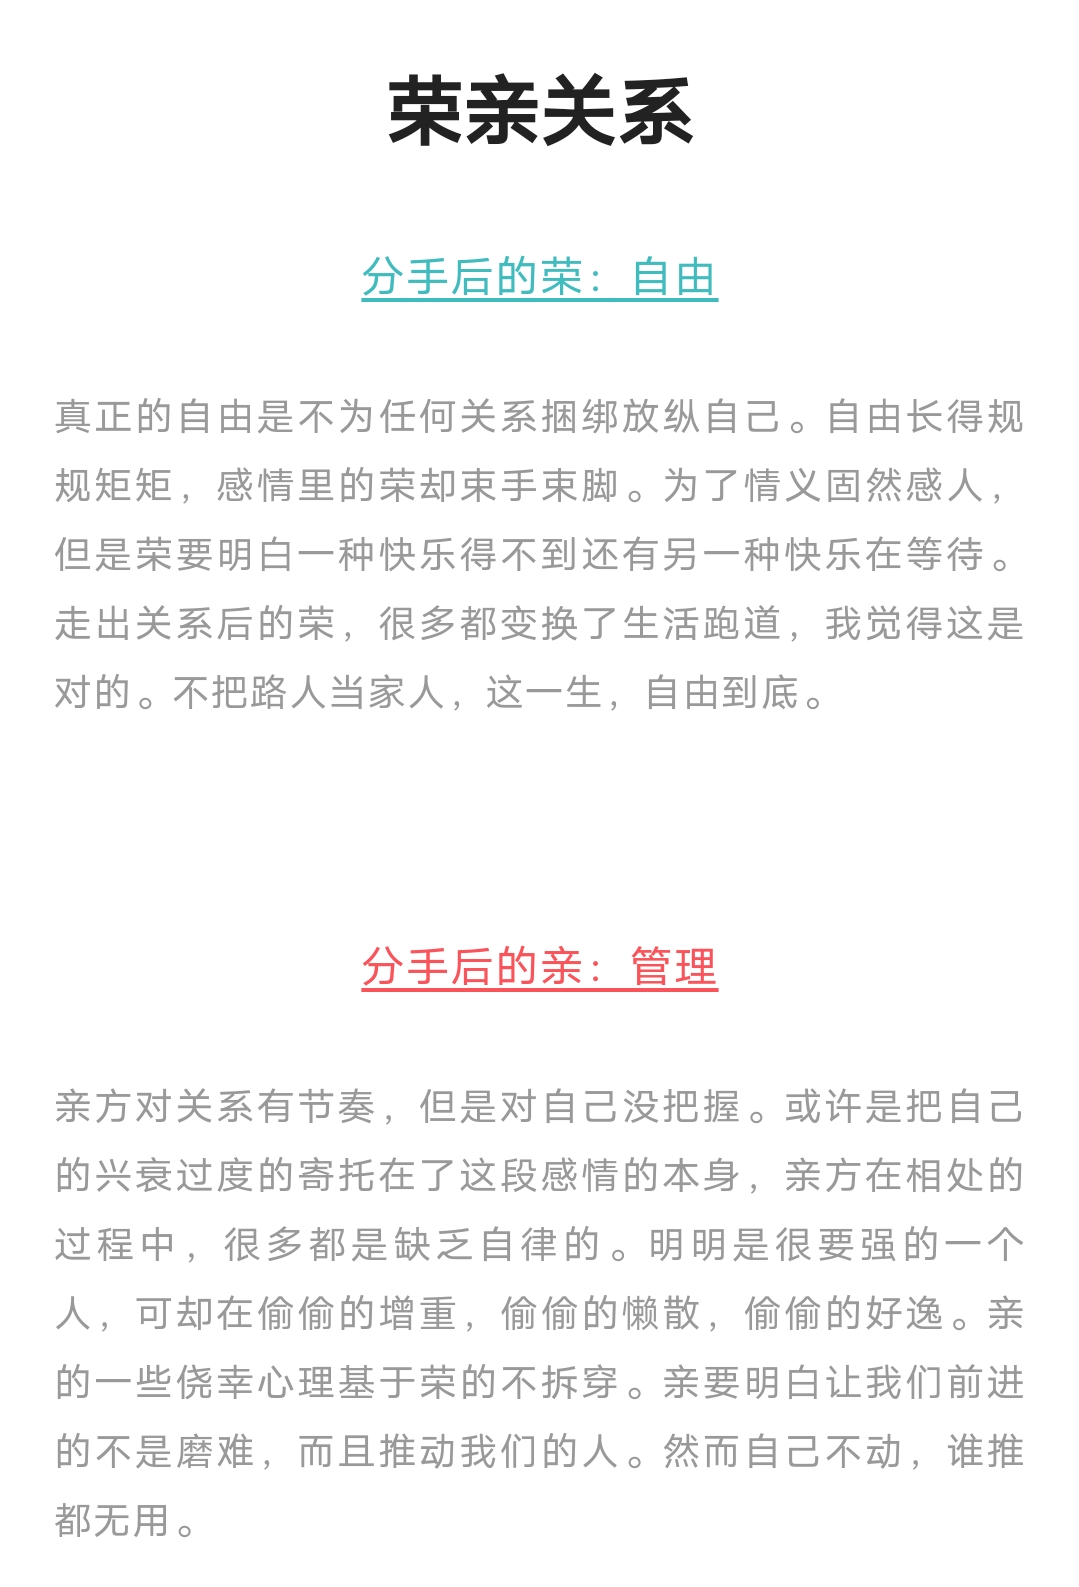 荣亲关系
分手后的荣：自由
真正的自由是不为任何关系捆绑放纵自己。自由长得规
规矩矩，感情里的荣却束手束脚。为了情义固然感人，
但是荣要明白一种快乐得不到还有另一种快乐在等待。
走出关系后的荣，很多都变换了生活跑道，我觉得这是
对的。不把路人当家人，这一生，自由到底。
分手后的亲：管理
亲方对关系有节奏，但是对自己没把握。或许是把自己
的兴衰过度的寄托在了这段感情的本身，亲方在相处的
过程中，很多都是缺乏自律的。明明是很要强的一个
人，可却在偷偷的增重，偷偷的懒散，偷偷的好逸。亲
的一些侥幸心理基于荣的不拆穿。亲要明白让我们前进
的不是磨难，而且推动我们的人。然而自己不动，谁推
都无用。